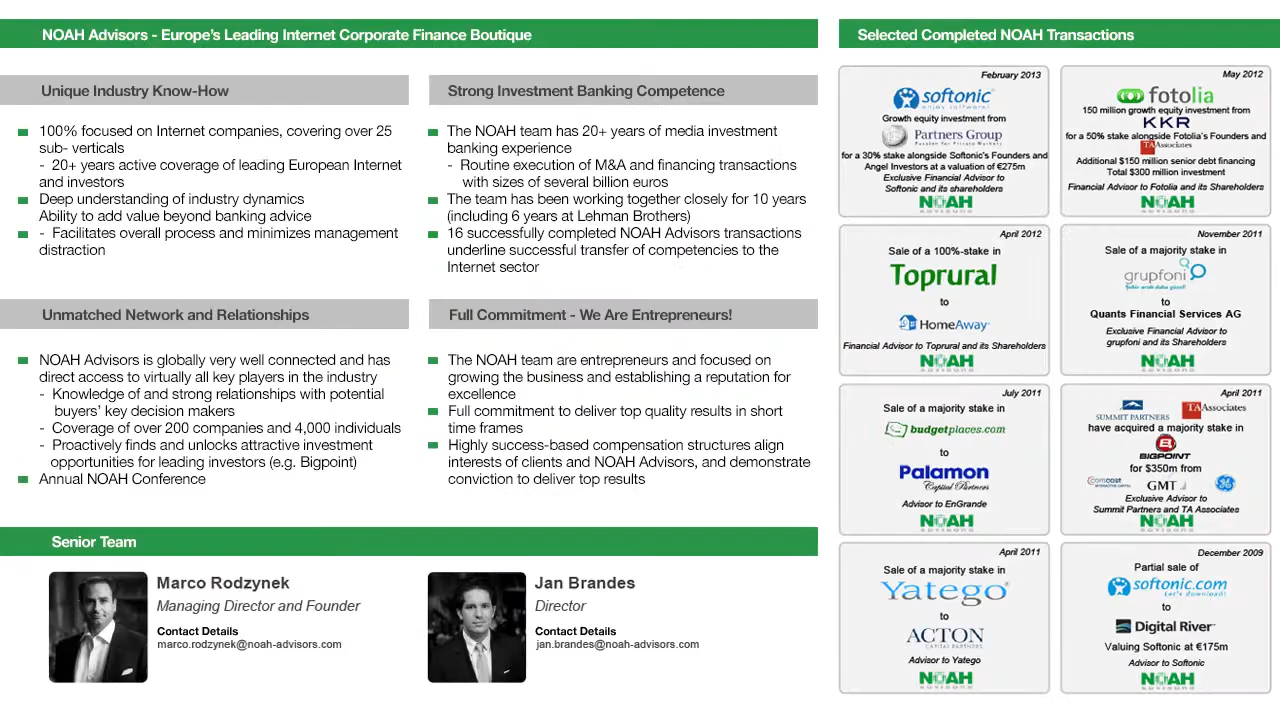 NOAH Advisors - Europe's Leading Internet Corporate Finance Boutique
Unique Industry Know-How
100% focused on Internet companies, covering over 25
sub- verticals
- 20+ years active coverage of leading European Internet
and investors
Deep understanding of industry dynamics
Ability to add value beyond banking advice
- Facilitates overall process and minimizes management
distraction
Strong Investment Banking Competence
The NOAH team has 20+ years of media investment
banking experience
- Routine execution of M&A and financing transactions
with sizes of several billion euros
The team has been working together closely for 10 years
(including 6 years at Lehman Brothers)
16 successfully completed NOAH Advisors transactions
underline successful transfer of competencies to the
Internet sector
Unmatched Network and Relationships
NOAH Advisors is globally very well connected and has
direct access to virtually all key players in the industry
- Knowledge of and strong relationships with potential
buyers' key decision makers
- Coverage of over 200 companies and 4,000 individuals
- Proactively finds and unlocks attractive investment
opportunities for leading investors (e.g. Bigpoint)
Annual NOAH Conference
Full Commitment - We Are Entrepreneurs!
The NOAH team are entrepreneurs and focused on
growing the business and establishing a reputation for
excellence
Full commitment to deliver top quality results in short
time frames
Highly success-based compensation structures align
interests of clients and NOAH Advisors, and demonstrate
conviction to deliver top results
Senior Team
Marco Rodzynek
Managing Director and Founder
Contact Details
marco.rodzynek@noah-advisors.com
Jan Brandes
Director
Contact Details
jan.brandes@noah-advisors.com
Selected Completed NOAH Transactions
February 2013
softonic
enjoy software!
Growth equity investment from
Partners Group
Passion for Private Markets
for a 30% stake alongside Softonic's Founders and
Angel Investors at a valuation of €275m
Exclusive Financial Advisor to
Softonic and its shareholders
NOAH
ADVISORS
May 2012
fotolia
150 million growth equity investment from
KKR
for a 50% stake alongside Fotolia's Founders and
TA Associates
Additional $150 million senior debt financing
Total $300 million investment
Financial Advisor to Fotolia and its Shareholders
NOAH
ADVISORS
April 2012
Sale of a 100%-stake in
Toprural
to
HomeAway
Financial Advisor to Toprural and its Shareholders
NOAH
ADVISORS
November 2011
Sale of a majority stake in
grupfoni
to
Quants Financial Services AG
Exclusive Financial Advisor to
grupfoni and its Shareholders
NOAH
ADVISORS
July 2011
Sale of a majority stake in
budgetplaces.com
to
Palamon
Capital Partners
Advisor to EnGrande
NOAH
ADVISORS
April 2011
SUMMIT PARTNERS
TA Associates
have acquired a majority stake in
BIGPOINT
for $350m from
comcast
GMT
GE
Exclusive Advisor to
Summit Partners and TA Associates
NOAH
ADVISORS
April 2011
Sale of a majority stake in
Yatego
to
ACTON
CAPITAL PARTNERS
Advisor to Yatego
NOAH
ADVISORS
December 2009
Partial sale of
softonic.com
Let's download!
to
Digital River
Valuing Softonic at €175m
Advisor to Softonic
NOAH
ADVISORS